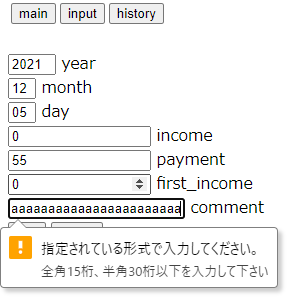 main input history
2021 year
12 month
05 day
0 income
55 payment
0 first_income
aaaaaaaaaaaaaaaaaaaaaaa comment
指定されている形式で入力してください。
全角15桁、半角30桁以下を入力して下さい